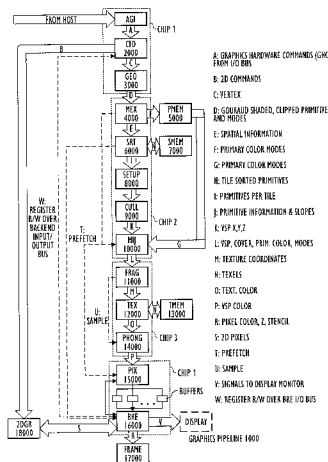 FROM HOST
AGI
CHIP 1
A
B
CFD
2000
C
GEO
3000
D
MEX
4000
PMEM
5000
E
SRT
6000
SMEM
7000
SETUP
8000
CULL
9000
CHIP 2
MIJ
10000
G
W: REGISTER
R/W OVER
BACKEND
INPUT/
OUTPUT
BUS
T:
PREFETCH
FRAG
11000
M
U:
SAMPLE
TEX
12000
TMEM
13000
O
CHIP 3
PHONG
14000
P
PIX
15000
CHIP 1
BUFFERS
2DGR
18000
S
BKE
16000
V
DISPLAY
R
FRAME
17000
GRAPHICS PIPELINE 1000
A: GRAPHICS HARDWARE COMMANDS (GHC)
FROM I/O BUS
B: 2D COMMANDS
C: VERTEX
D: GOURAUD SHADED, CLIPPED PRIMITIVE
AND MODES
E: SPATIAL INFORMATION
F: PRIMARY COLOR MODES
G: PRIMARY COLOR MODES
H: TILE SORTED PRIMITIVES
I: PRIMITIVES PER TILE
J: PRIMITIVE INFORMATION & SLOPES
K: VSP X,Y,Z
L: VSP, COVER, PRIM. COLOR, MODES
M: TEXTURE COORDINATES
N: TEXELS
O: TEXT. COLOR
P: VSP COLOR
R: PIXEL COLOR, Z, STENCIL
S: 2D PIXELS
T: PREFETCH
U: SAMPLE
V: SIGNALS TO DISPLAY MONITOR
W: REGISTER R/W OVER BKE I/O BUS